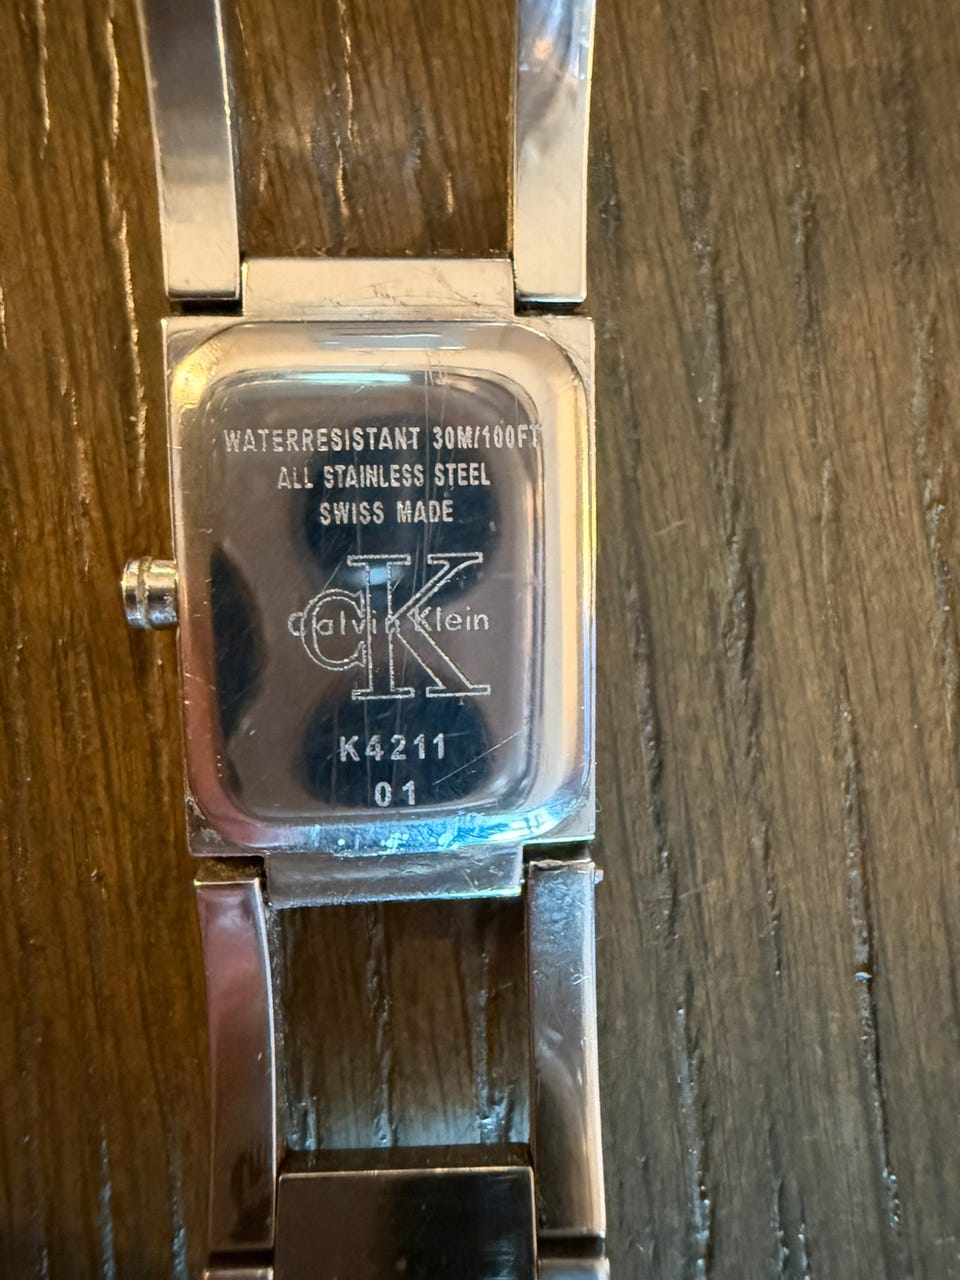 WATERRESISTANT 30M/100FT
ALL STAINLESS STEEL
SWISS MADE
cK
Calvin Klein
K4211
01